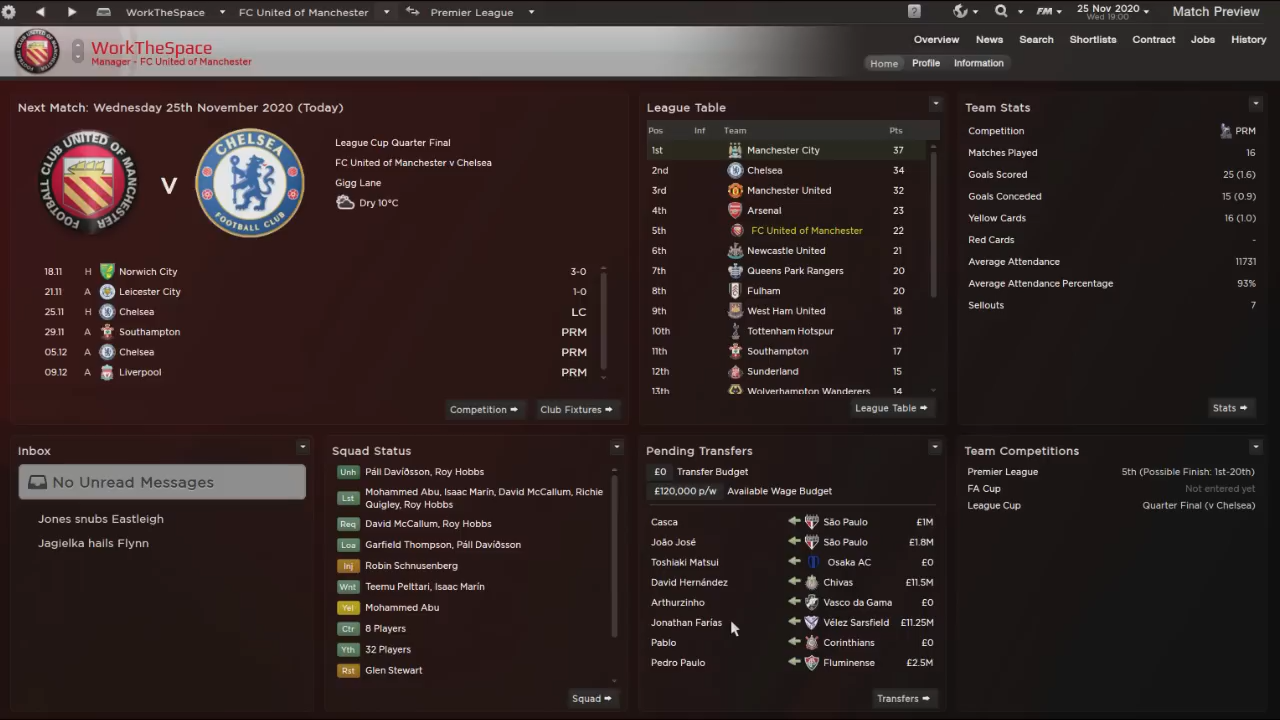 WorkTheSpace FC United of Manchester Premier League ? FM 25 Nov 2020 Wed 19:00 Match Preview
WorkTheSpace
Manager - FC United of Manchester
Overview News Search Shortlists Contract Jobs History
Home Profile Information
Next Match: Wednesday 25th November 2020 (Today)
FOOTBALL CLUB UNITED OF MANCHESTER
V
CHELSEA FOOTBALL CLUB
League Cup Quarter Final
FC United of Manchester v Chelsea
Gigg Lane
Dry 10°C
18.11 H Norwich City 3-0
21.11 A Leicester City 1-0
25.11 H Chelsea LC
29.11 A Southampton PRM
05.12 A Chelsea PRM
09.12 A Liverpool PRM
Competition Club Fixtures
League Table
Pos Inf Team Pts
1st Manchester City 37
2nd Chelsea 34
3rd Manchester United 32
4th Arsenal 23
5th FC United of Manchester 22
6th Newcastle United 21
7th Queens Park Rangers 20
8th Fulham 20
9th West Ham United 18
10th Tottenham Hotspur 17
11th Southampton 17
12th Sunderland 15
13th Wolverhampton Wanderers 14
League Table
Team Stats
Competition PRM
Matches Played 16
Goals Scored 25 (1.6)
Goals Conceded 15 (0.9)
Yellow Cards 16 (1.0)
Red Cards -
Average Attendance 11731
Average Attendance Percentage 93%
Sellouts 7
Stats
Inbox
No Unread Messages
Jones snubs Eastleigh
Jagielka hails Flynn
Squad Status
Unh Páll Davíðsson, Roy Hobbs
Lst Mohammed Abu, Isaac Marín, David McCallum, Richie
Quigley, Roy Hobbs
Req David McCallum, Roy Hobbs
Loa Garfield Thompson, Páll Davíðsson
Inj Robin Schnusenberg
Wnt Teemu Pelttari, Isaac Marín
Yel Mohammed Abu
Ctr 8 Players
Yth 32 Players
Rst Glen Stewart
Squad
Pending Transfers
£0 Transfer Budget
£120,000 p/w Available Wage Budget
Casca São Paulo £1M
João José São Paulo £1.8M
Toshiaki Matsui Osaka AC £0
David Hernández Chivas £11.5M
Arthurzinho Vasco da Gama £0
Jonathan Farías Vélez Sarsfield £11.25M
Pablo Corinthians £0
Pedro Paulo Fluminense £2.5M
Transfers
Team Competitions
Premier League 5th (Possible Finish: 1st-20th)
FA Cup Not entered yet
League Cup Quarter Final (v Chelsea)